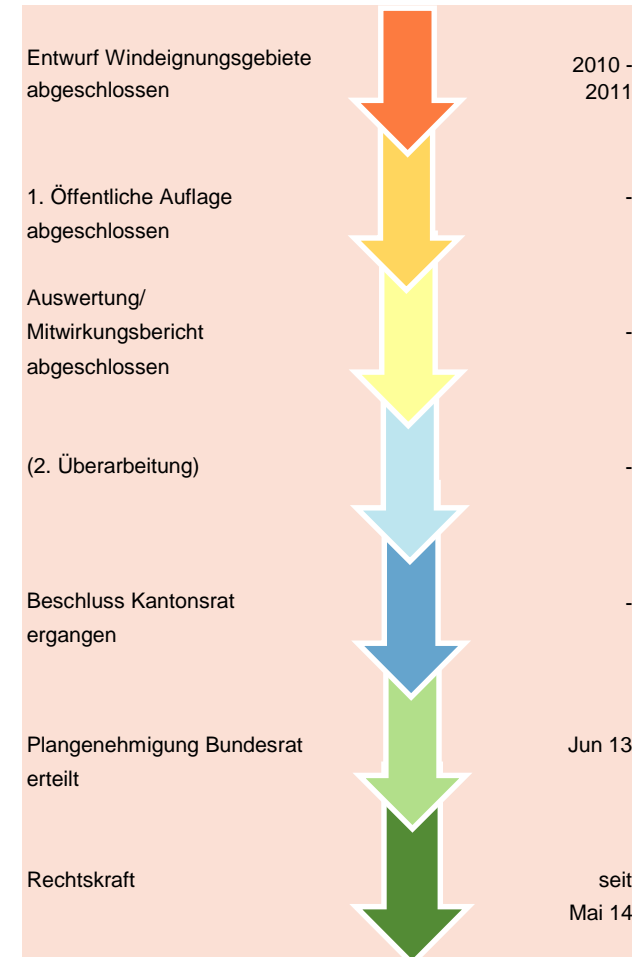 Entwurf Windeignungsgebiete
abgeschlossen
2010 -
2011
1. Öffentliche Auflage
abgeschlossen
-
Auswertung/
Mitwirkungsbericht
abgeschlossen
-
(2. Überarbeitung)
-
Beschluss Kantonsrat
ergangen
-
Plangenehmigung Bundesrat
erteilt
Jun 13
Rechtskraft
seit
Mai 14